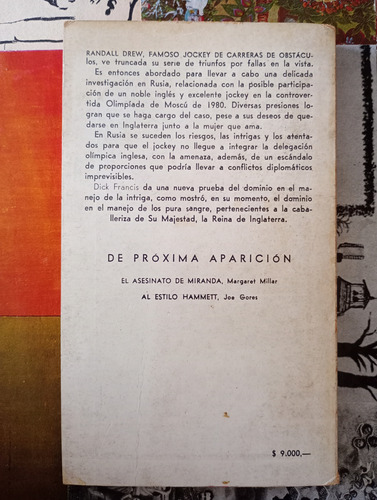 RANDALL DREW, FAMOSO JOCKEY DE CARRERAS DE OBSTÁCU-
los, ve truncada su serie de triunfos por fallas en la vista.
Es entonces abordado para llevar a cabo una delicada
investigación en Rusia, relacionada con la posible participa-
ción de un noble inglés y excelente jockey en la controver-
tida Olimpíada de Moscú de 1980. Diversas presiones lo-
gran que se haga cargo del caso, pese a sus deseos de que-
darse en Inglaterra junto a la mujer que ama.
En Rusia se suceden los riesgos, las intrigas y los atenta-
dos para que el jockey no llegue a integrar la delegación
olímpica inglesa, con la amenaza, además, de un escándalo
de proporciones que podría llevar a conflictos diplomáticos
imprevisibles.
Dick Francis da una nueva prueba del dominio en el ma-
nejo de la intriga, como mostró, en su momento, el dominio
en el manejo de los pura sangre, pertenecientes a la caba-
lleriza de Su Majestad, la Reina de Inglaterra.
DE PRÓXIMA APARICIÓN
EL ASESINATO DE MIRANDA, Margaret Millar
AL ESTILO HAMMETT, Joe Gores
$ 9.000,—